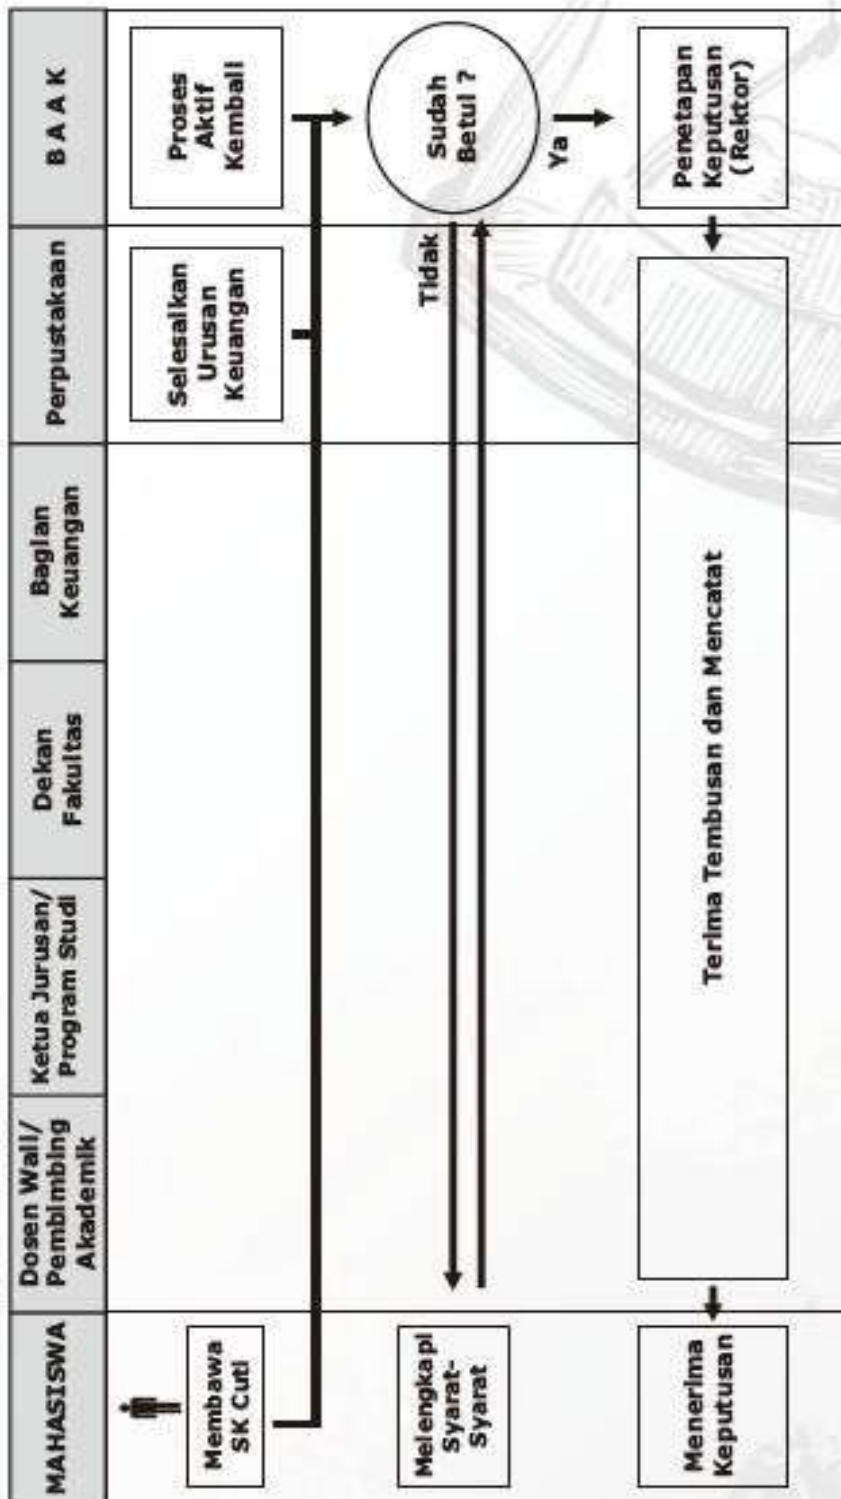 MAHASISWA
Dosen Wali/
Pembimbing
Akademik
Ketua Jurusan/
Program Studi
Dekan
Fakultas
Bagian
Keuangan
Perpustakaan
B A A K
Membawa
SK Cuti
Selesaikan
Urusan
Keuangan
Proses
Aktif
Kembali
Melengkapi
Syarat-
Syarat
Tidak
Sudah
Betul ?
Ya
Menerima
Keputusan
Terima Tembusan dan Mencatat
Penetapan
Keputusan
(Rektor)